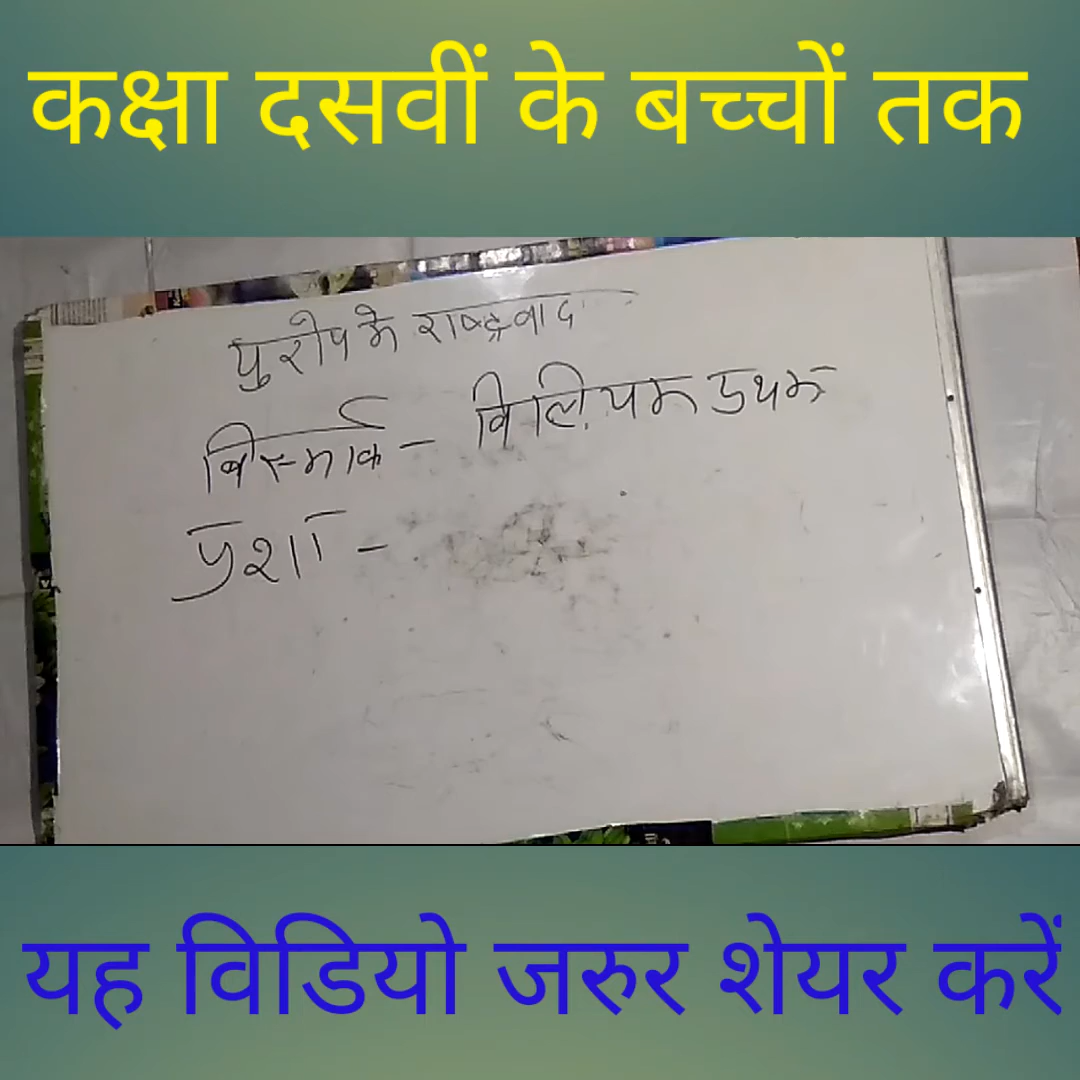 कक्षा दसवीं के बच्चों तक
युरोप मे राष्ट्रवाद
बिस्मार्क - विलियम प्रथम
प्रशा -
यह विडियो जरुर शेयर करें